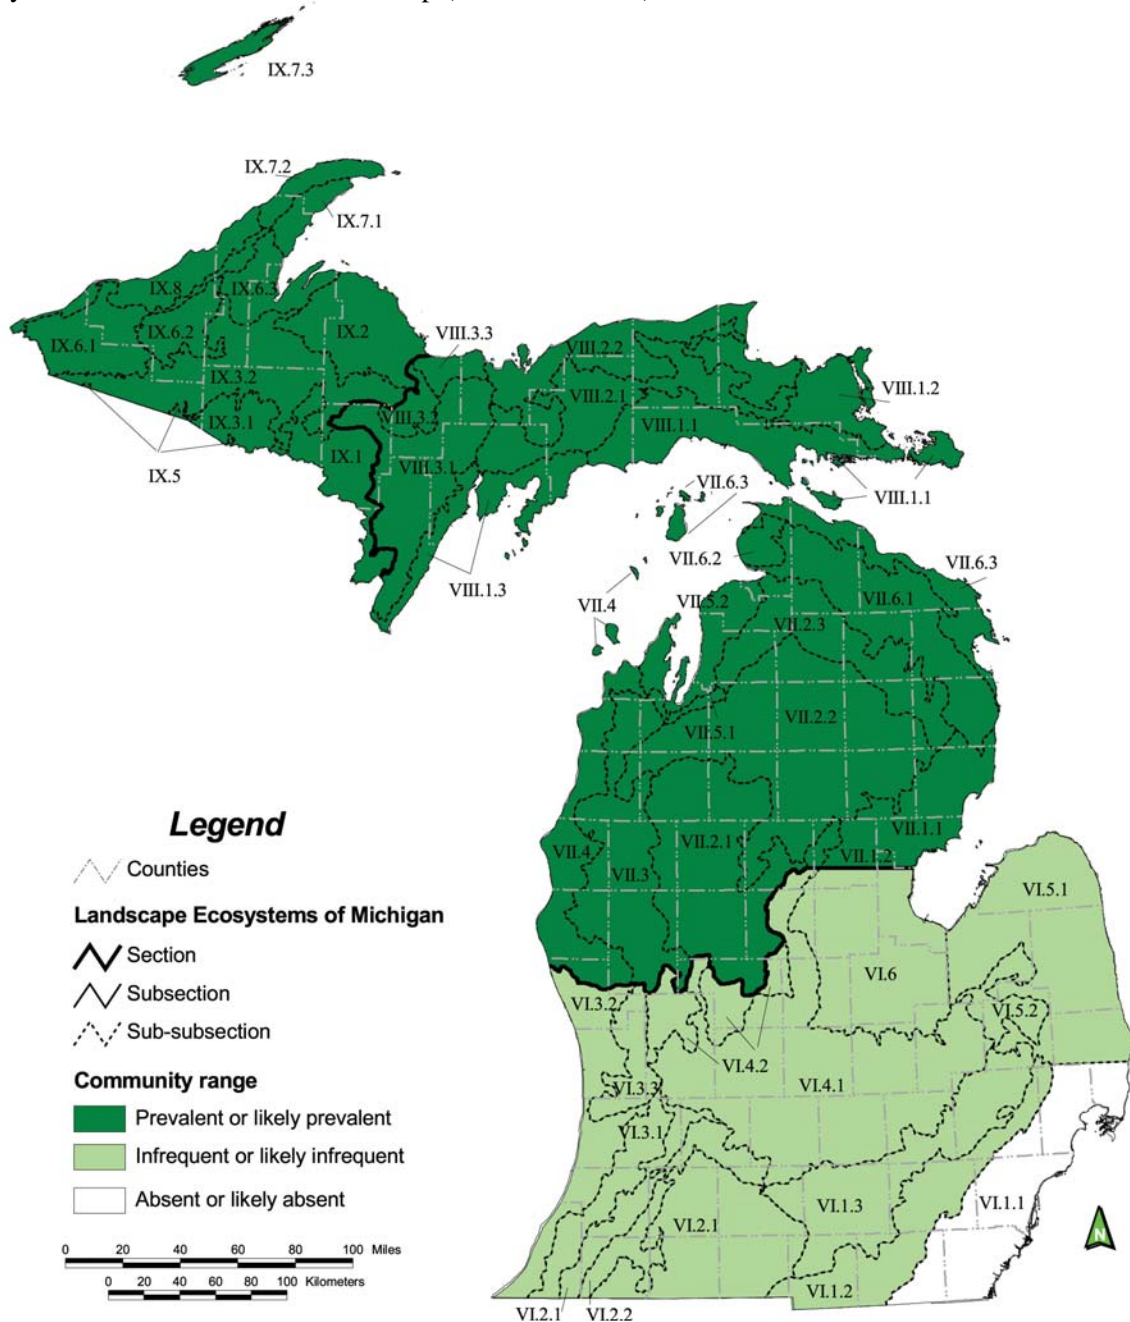 IX.7.3
IX.7.2
IX.7.1
IX.8
IX.6.3
IX.2
VIII.3.3
IX.6.2
IX.6.1
VIII.2.2
VIII.1.2
IX.3.2
VIII.2.1
IX.3.1
VIII.3.2
VIII.1.1
IX.1
VIII.3.1
IX.5
VII.6.3
VIII.1.1
VII.6.2
VII.6.3
VIII.1.3
VII.4
VII.5.2
VII.6.1
VII.2.3
VII.5.1
VII.2.2
Legend
Counties
Landscape Ecosystems of Michigan
Section
Subsection
Sub-subsection
Community range
Prevalent or likely prevalent
Infrequent or likely infrequent
Absent or likely absent
0 20 40 60 80 100 Miles
0 20 40 60 80 100 Kilometers
VII.4
VII.3
VII.2.1
VII.1.1
VII.1.2
VI.5.1
VI.6
VI.3.2
VI.5.2
VI.4.2
VI.3.3
VI.4.1
VI.3.1
VI.2.1
VI.1.3
VI.1.1
N
VI.1.2
VI.2.1
VI.2.2